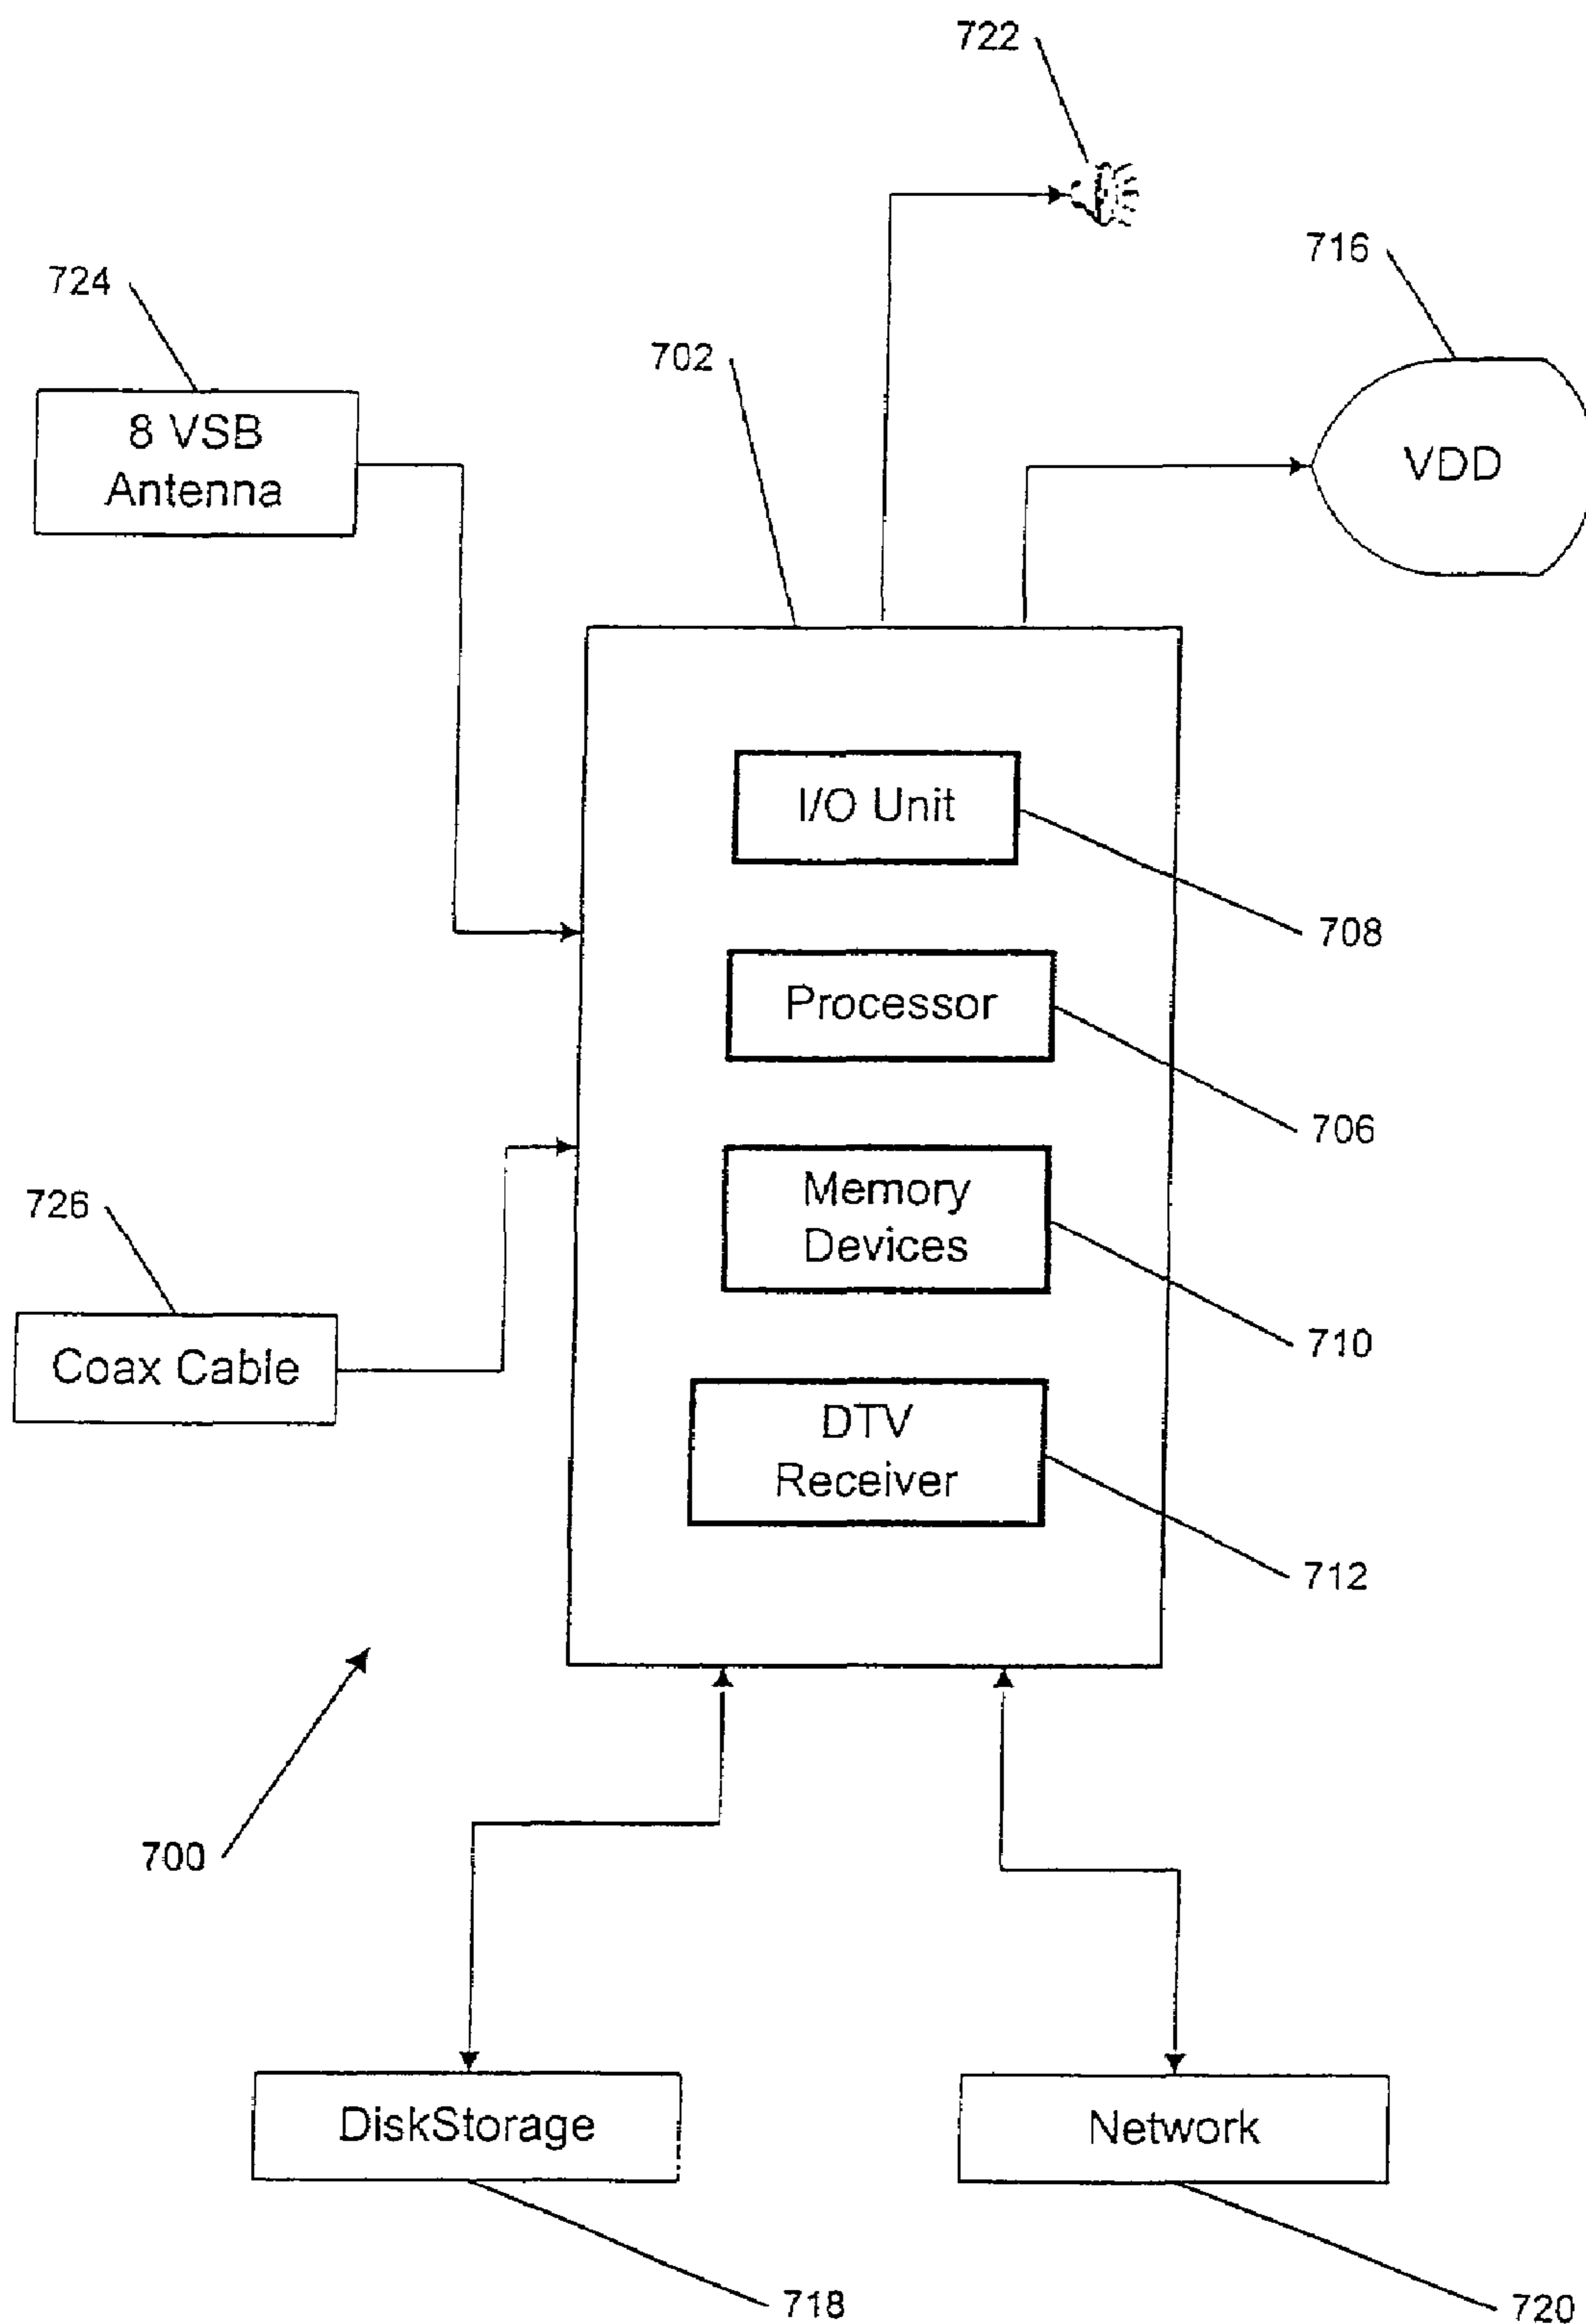 722
716
724
702
8 VSB
Antenna
VDD
I/O Unit
708
Processor
706
Memory
Devices
726
710
Coax Cable
DTV
Receiver
712
700
DiskStorage
Network
718
720